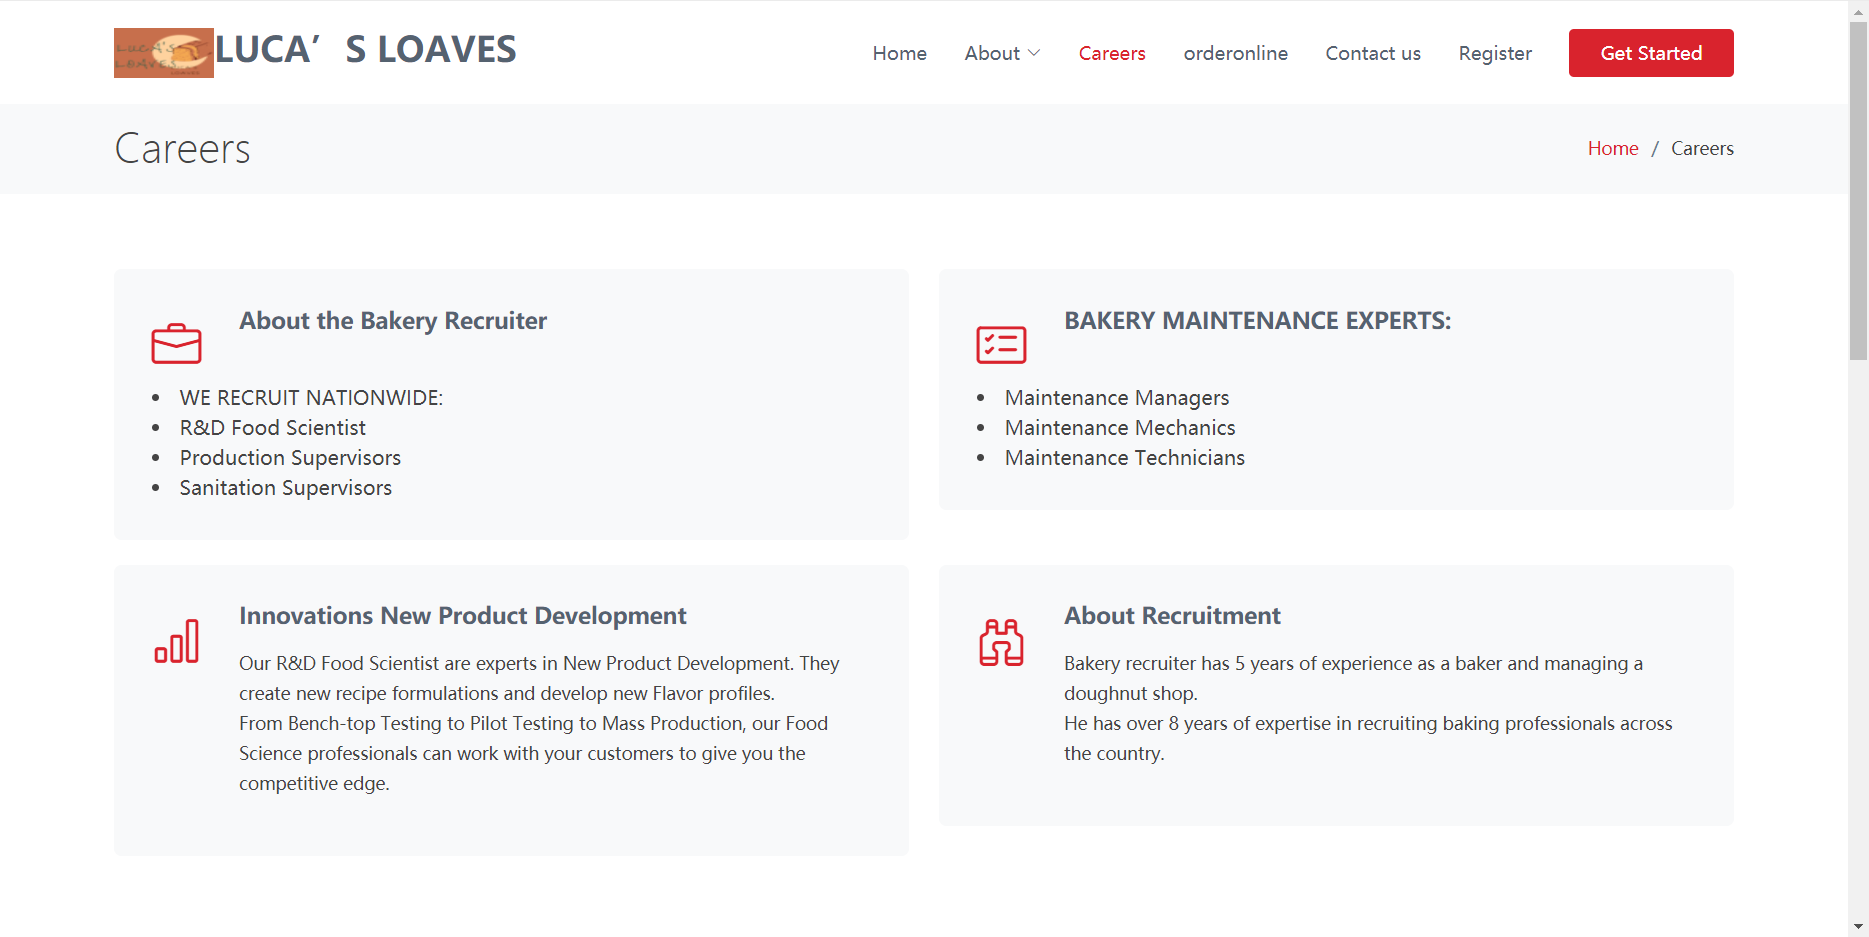 LUCA'S LOAVES
LUCA’S LOAVES
Home
About
Careers
orderonline
Contact us
Register
Get Started
Careers
Home / Careers
About the Bakery Recruiter
• WE RECRUIT NATIONWIDE:
• R&D Food Scientist
• Production Supervisors
• Sanitation Supervisors
BAKERY MAINTENANCE EXPERTS:
• Maintenance Managers
• Maintenance Mechanics
• Maintenance Technicians
Innovations New Product Development
Our R&D Food Scientist are experts in New Product Development. They
create new recipe formulations and develop new Flavor profiles.
From Bench-top Testing to Pilot Testing to Mass Production, our Food
Science professionals can work with your customers to give you the
competitive edge.
About Recruitment
Bakery recruiter has 5 years of experience as a baker and managing a
doughnut shop.
He has over 8 years of expertise in recruiting baking professionals across
the country.